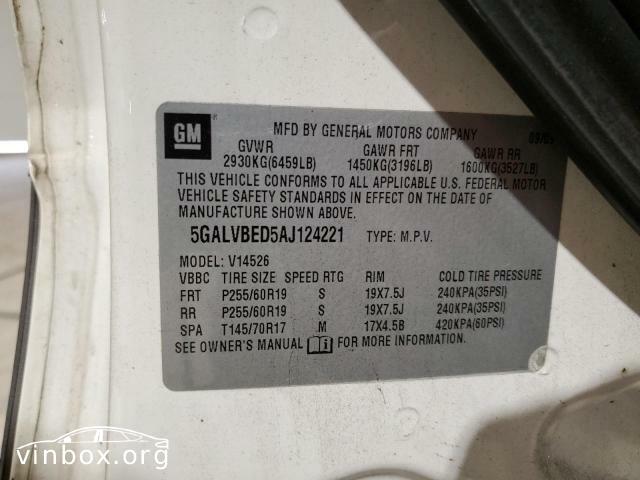 GM
MFD BY GENERAL MOTORS COMPANY 09/09
GVWR GAWR FRT GAWR RR
2930KG(6459LB) 1450KG(3196LB) 1600KG(3527LB)
THIS VEHICLE CONFORMS TO ALL APPLICABLE U.S. FEDERAL MOTOR
VEHICLE SAFETY STANDARDS IN EFFECT ON THE DATE OF
MANUFACTURE SHOWN ABOVE.
5GALVBED5AJ124221 TYPE: M.P.V.
MODEL: V14526
VBBC TIRE SIZE SPEED RTG RIM COLD TIRE PRESSURE
FRT P255/60R19 S 19X7.5J 240KPA(35PSI)
RR P255/60R19 S 19X7.5J 240KPA(35PSI)
SPA T145/70R17 M 17X4.5B 420KPA(60PSI)
SEE OWNER'S MANUAL FOR MORE INFORMATION.
vinbox.org